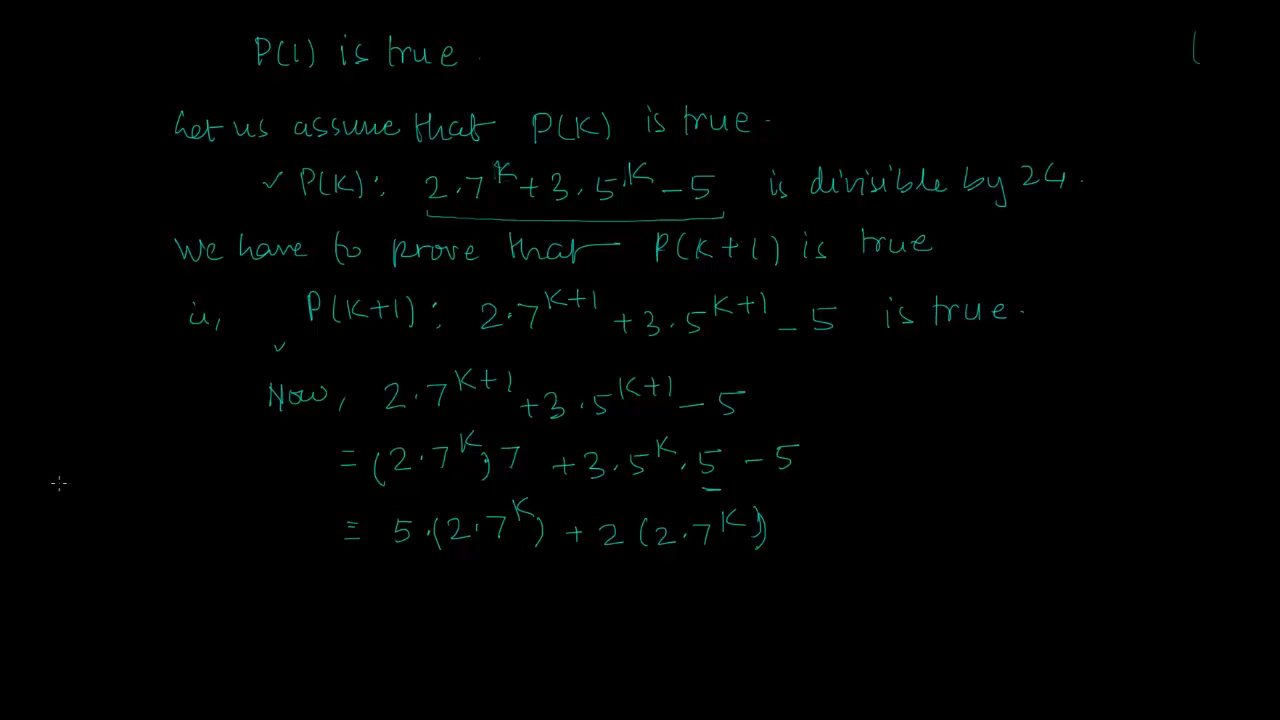 P(1) is true.
Let us assume that P(K) is true.
✓ P(K): 2·7^K + 3·5^K – 5 is divisible by 24.
We have to prove that P(K+1) is true
ie, P(K+1): 2·7^{K+1} + 3·5^{K+1} – 5 is true.
Now, 2·7^{K+1} + 3·5^{K+1} – 5
= (2·7^K)7 + 3·5^K·5 – 5
= 5·(2·7^K) + 2(2·7^K)